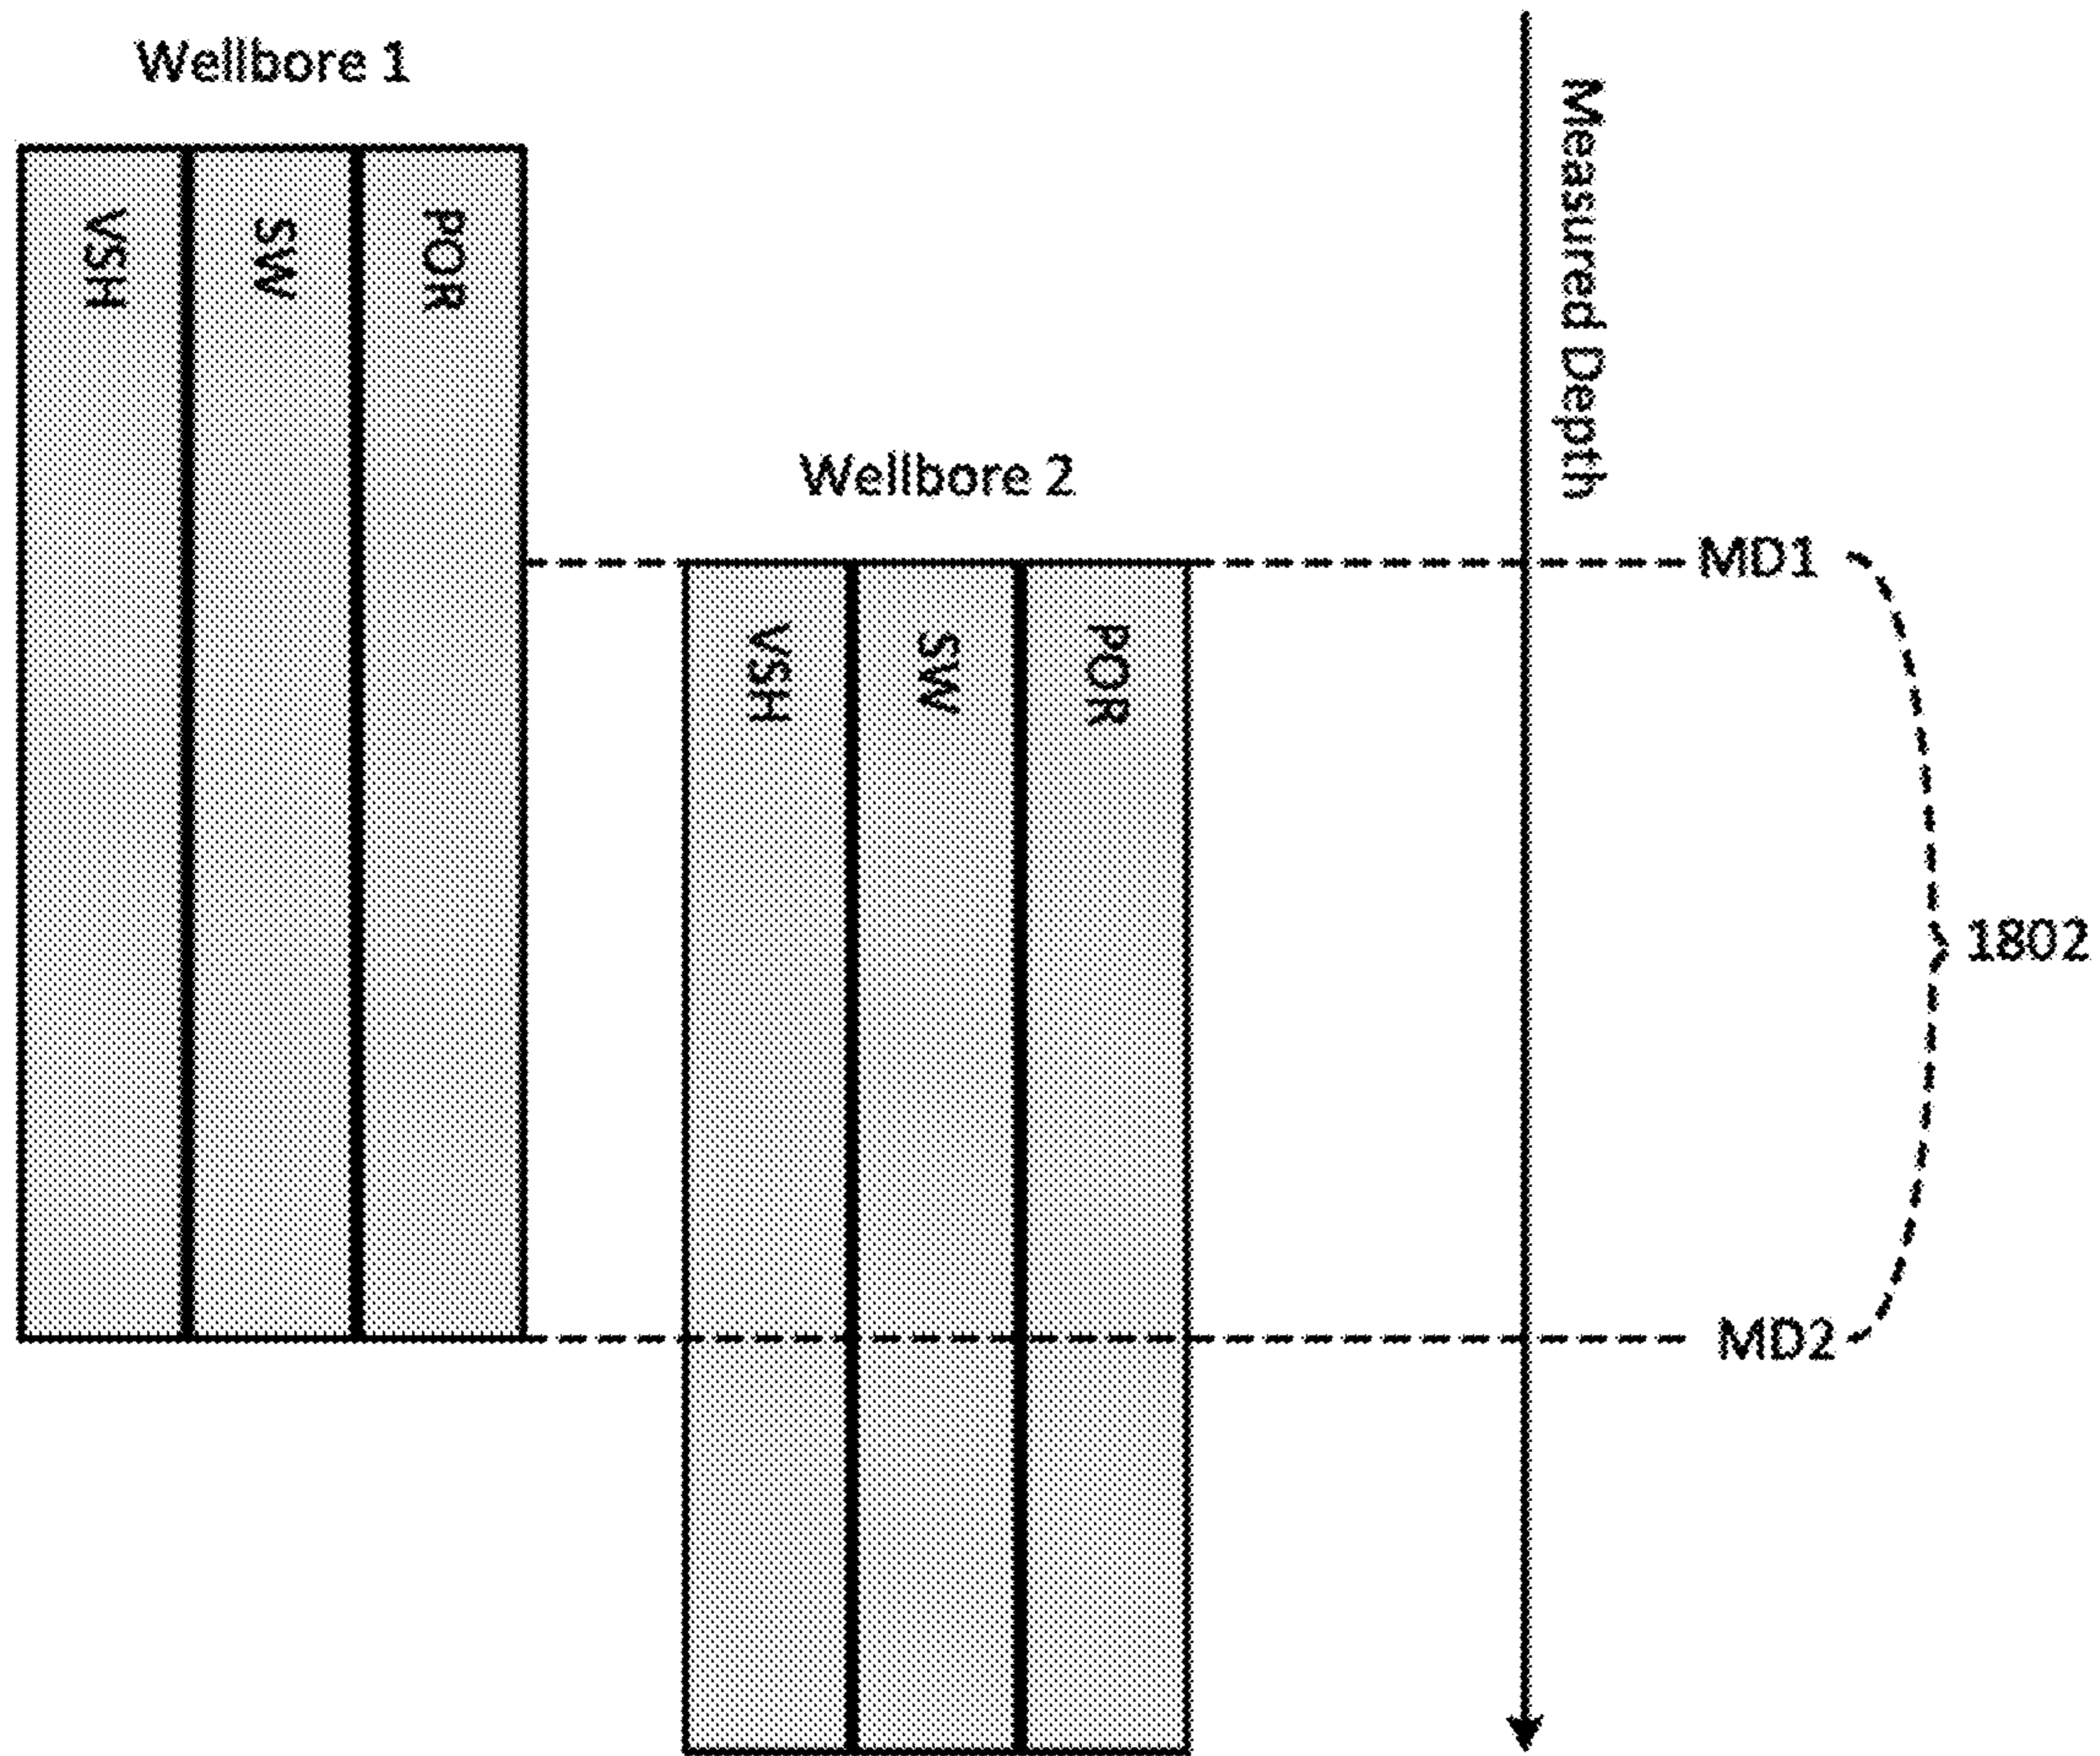 Wellbore 1
VSH
SW
POR
Measured Depth
Wellbore 2
MD1
VSH
SW
POR
1802
MD2